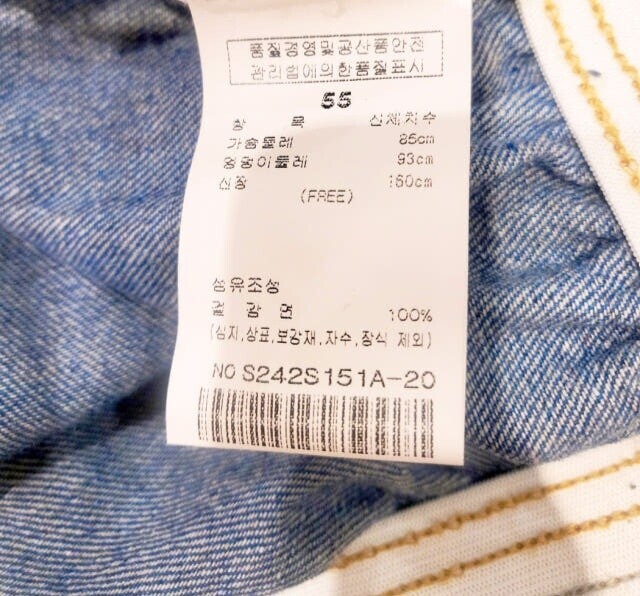 품질경영및공산품안전
관리법에의한품질표시
55
항 목 신체치수
가슴둘레 85cm
엉덩이둘레 93cm
신장 160cm
(FREE)
섬유조성
겉 감 면 100%
(심지,상표,보강재,자수,장식 제외)
NO S242S151A-20